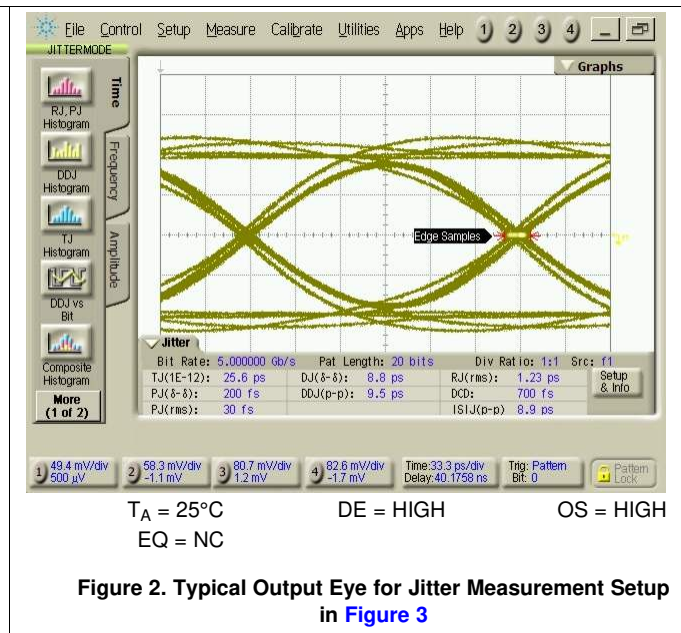 File Control Setup Measure Calibrate Utilities Apps Help 1 2 3 4
JITTERMODE
Graphs
Time
Frequency
Amplitude
RJ, PJ
Histogram
DDJ
Histogram
TJ
Histogram
DDJ vs
Bit
Composite
Histogram
More
(1 of 2)
Edge Samples
Jitter
Bit Rate: 5.000000 Gb/s Pat Length: 20 bits Div Ratio: 1:1 Src: f1
TJ(1E-12): 25.6 ps DJ(δ-δ): 8.8 ps RJ(rms): 1.23 ps
PJ(δ-δ): 200 fs DDJ(p-p): 9.5 ps DCD: 700 fs
PJ(rms): 30 fs ISIJ(p-p) 8.9 ps
Setup
& Info
1 49.4 mV/div 2 58.3 mV/div 3 80.7 mV/div 4 82.6 mV/div Time:33.3 ps/div Trig: Pattern Pattern
500 µV -1.1 mV 1.2 mV -1.7 mV Delay:40.1758 ns Bit: 0 Lock
TA = 25°C DE = HIGH OS = HIGH
EQ = NC
Figure 2. Typical Output Eye for Jitter Measurement Setup
in Figure 3